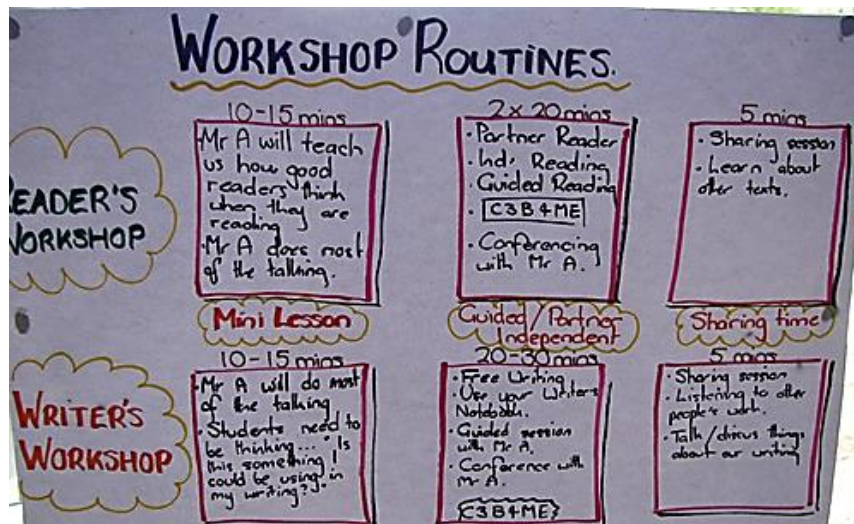 WORKSHOP ROUTINES.
READER'S
WORKSHOP
10-15 mins
· Mr A will teach
us how good
readers think
when they are
reading
· Mr A does most
of the talking.
2 x 20 mins
· Partner Reader
· Ind' Reading
· Guided Reading
· C3B4ME
· Conferencing
with Mr A.
5 mins
· Sharing session
· Learn about
other texts.
Mini Lesson
Guided/Partner
Independent
Sharing time
WRITER'S
WORKSHOP
10-15 mins
· Mr A will do most
of the talking
· Students need to
be thinking... "Is
this something I
could be using in
my writing?"
20-30 mins
· Free Writing
· Use your Writers
Notebook.
· Guided session
with Mr A.
· Conference with
Mr A.
C3B4ME
5 mins
· Sharing session
· Listening to other
people's work.
· Talk/discus things
about our writing